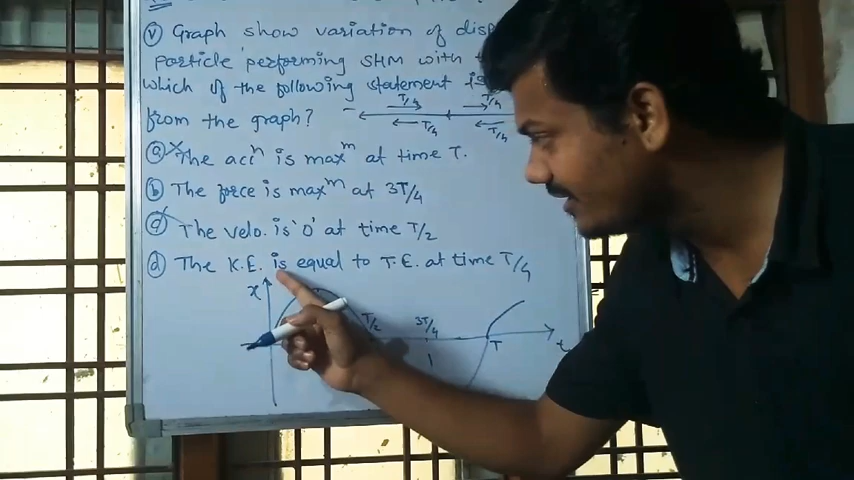 (v) Graph show variation of disp
particle performing SHM with t
which of the following statement is
from the graph?
T/4 T/4
T/4 T/4
(a) The accⁿ is maxᵐ at time T.
(b) The force is maxᵐ at 3T/4
(c) The velo. is '0' at time T/2
(d) The K.E. is equal to T.E. at time T/4
x
T/2 3T/4
T t